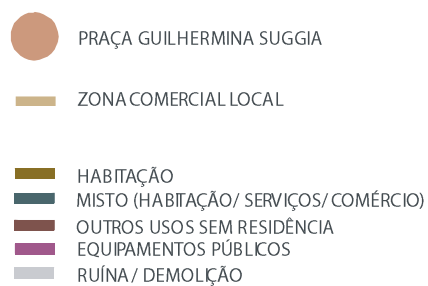 PRAÇA GUILHERMINA SUGGIA
ZONA COMERCIAL LOCAL
HABITAÇÃO
MISTO (HABITAÇÃO/ SERVIÇOS/ COMÉRCIO)
OUTROS USOS SEM RESIDÊNCIA
EQUIPAMENTOS PÚBLICOS
RUÍNA / DEMOLIÇÃO